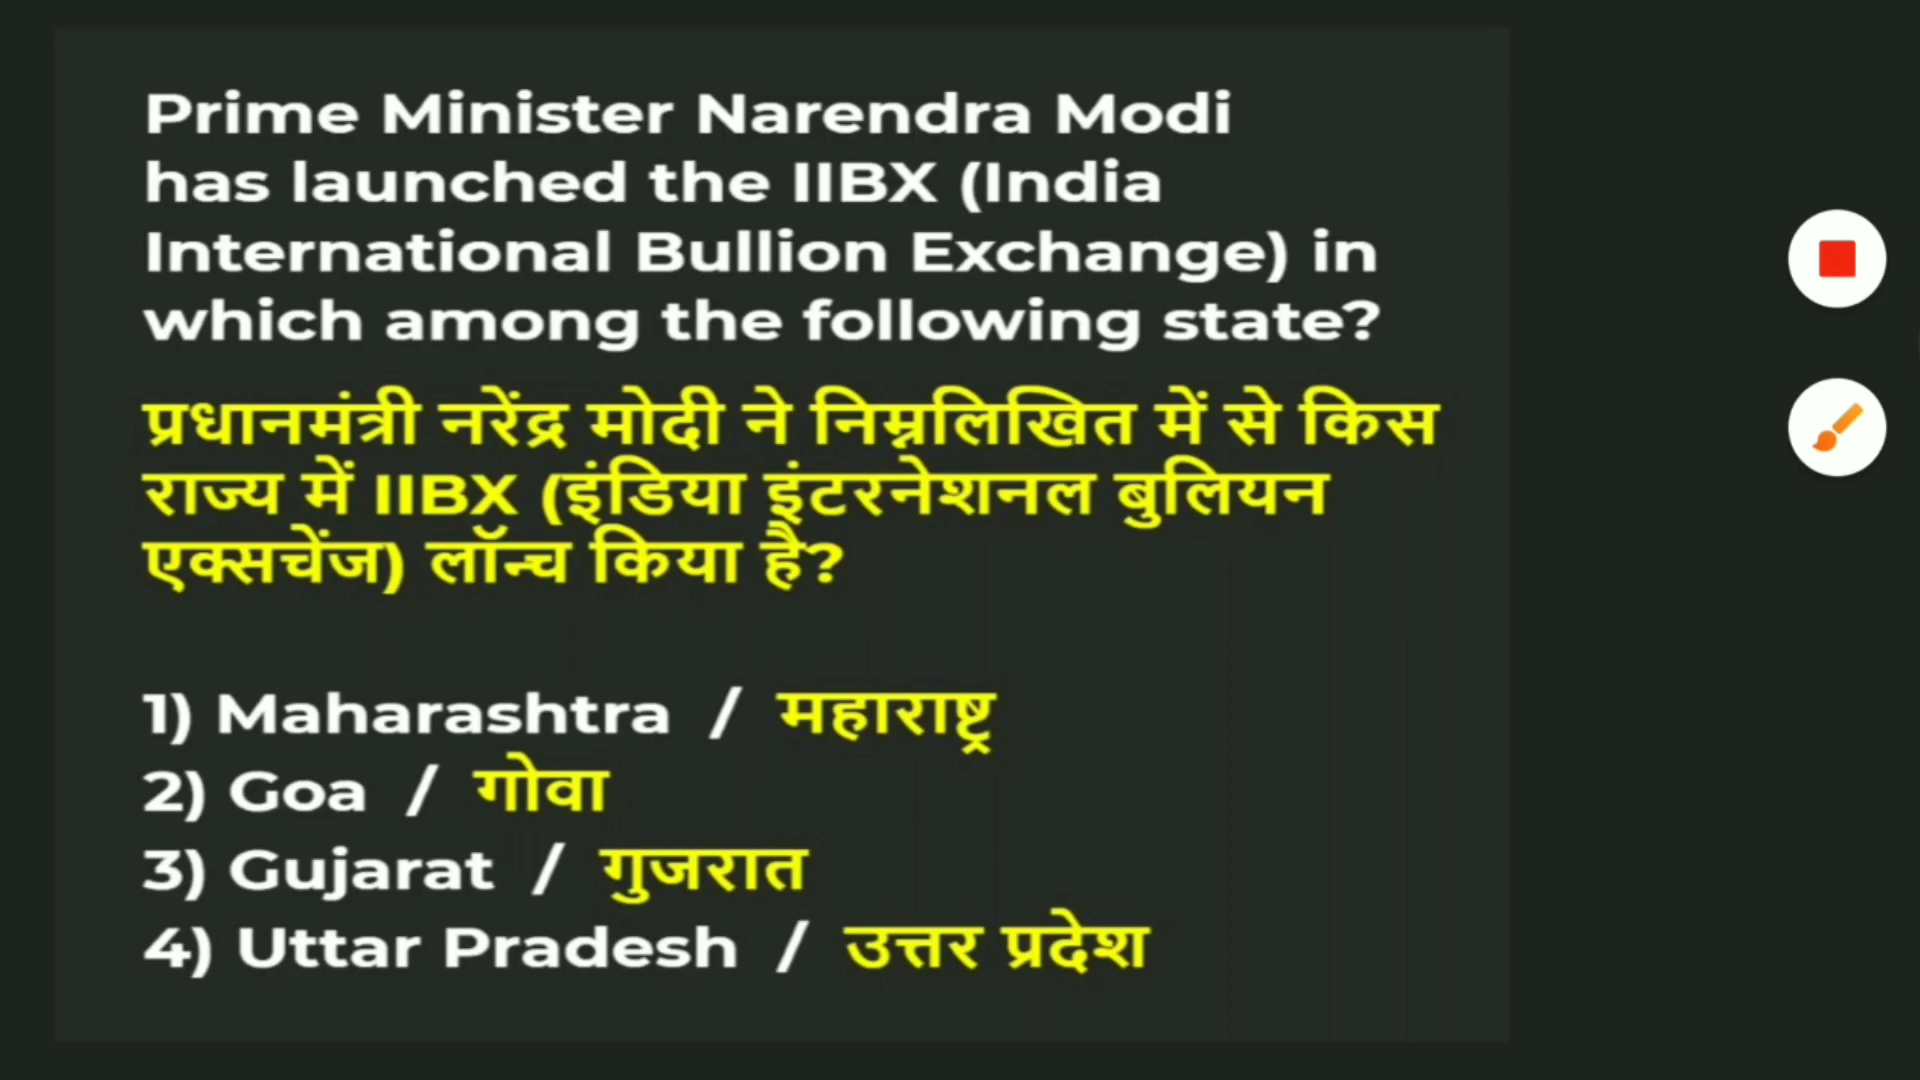 Prime Minister Narendra Modi
has launched the IIBX (India
International Bullion Exchange) in
which among the following state?
प्रधानमंत्री नरेंद्र मोदी ने निम्नलिखित में से किस
राज्य में IIBX (इंडिया इंटरनेशनल बुलियन
एक्सचेंज) लॉन्च किया है?
1) Maharashtra / महाराष्ट्र
2) Goa / गोवा
3) Gujarat / गुजरात
4) Uttar Pradesh / उत्तर प्रदेश